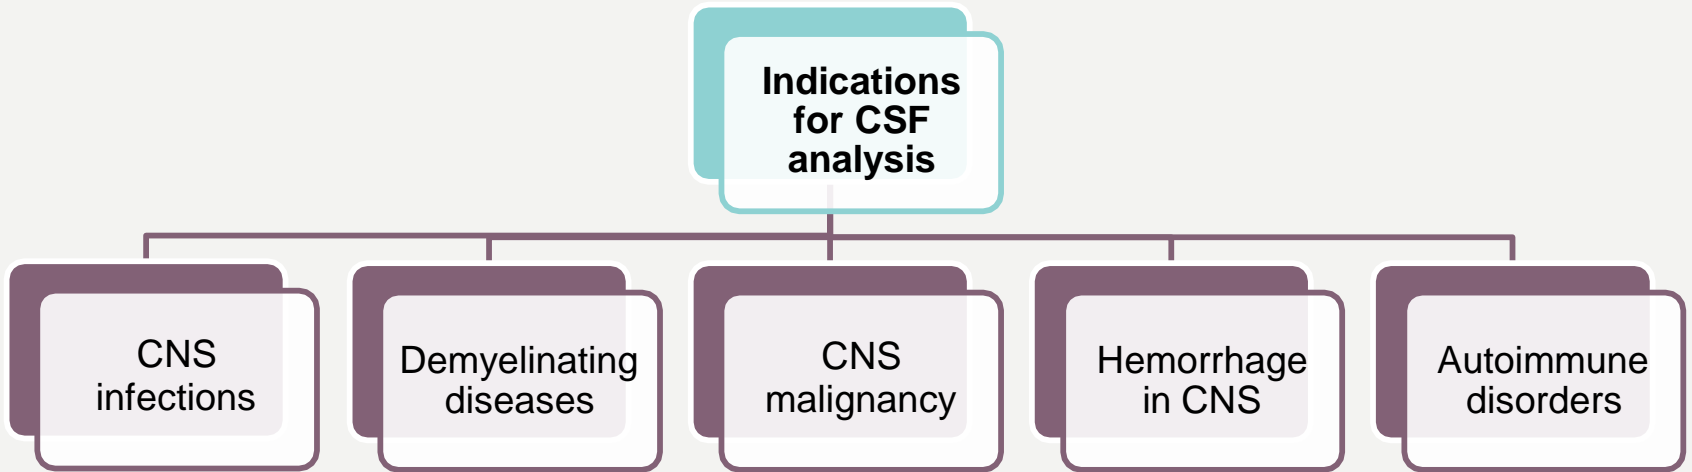 Indications
for CSF
analysis
CNS
infections
Demyelinating
diseases
CNS
malignancy
Hemorrhage
in CNS
Autoimmune
disorders